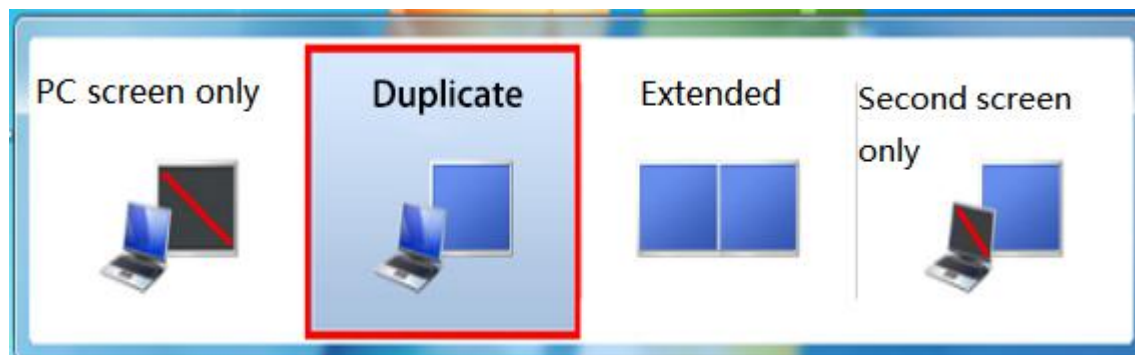 PC screen only
Duplicate
Extended
Second screen
only